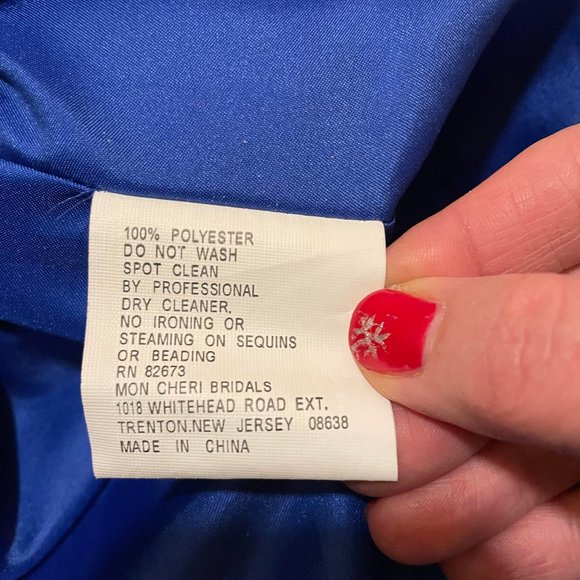 100% POLYESTER
DO NOT WASH
SPOT CLEAN
BY PROFESSIONAL
DRY CLEANER,
NO IRONING OR
STEAMING ON SEQUINS
OR BEADING
RN 82673
MON CHERI BRIDALS
1018 WHITEHEAD ROAD EXT.
TRENTON.NEW JERSEY 08638
MADE IN CHINA